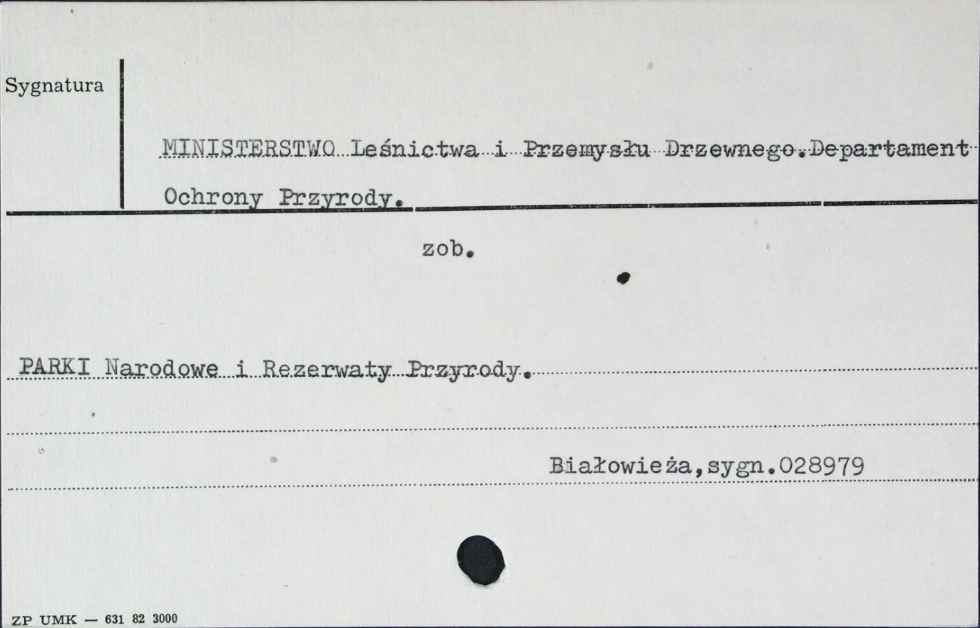 Sygnatura
MINISTERSTWO Leśnictwa i Przemysłu Drzewnego.Departament
Ochrony Przyrody.
zob.
PARKI Narodowe i Rezerwaty Przyrody.
Białowieża,sygn.028979
ZP UMK — 631 82 3000